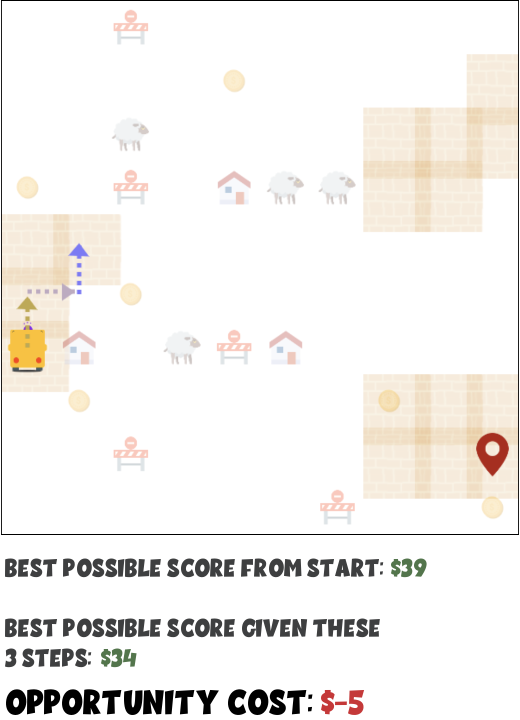 BEST POSSIBLE SCORE FROM START: $39
BEST POSSIBLE SCORE GIVEN THESE
3 STEPS: $34
OPPORTUNITY COST: $-5